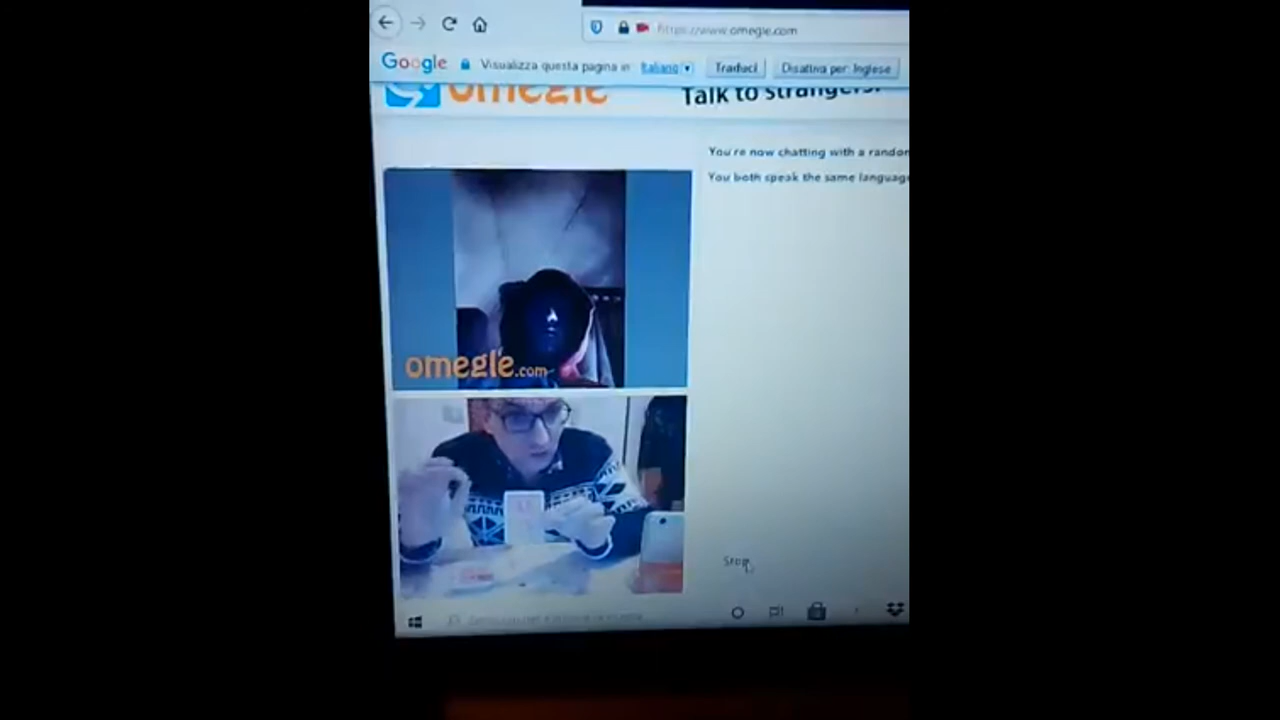 https://www.omegle.com
Google Visualizza questa pagina in: Italiano Traduci Disattiva per: Inglese
omegle Talk to strangers!
You're now chatting with a random
You both speak the same language
omegle.com
Stop